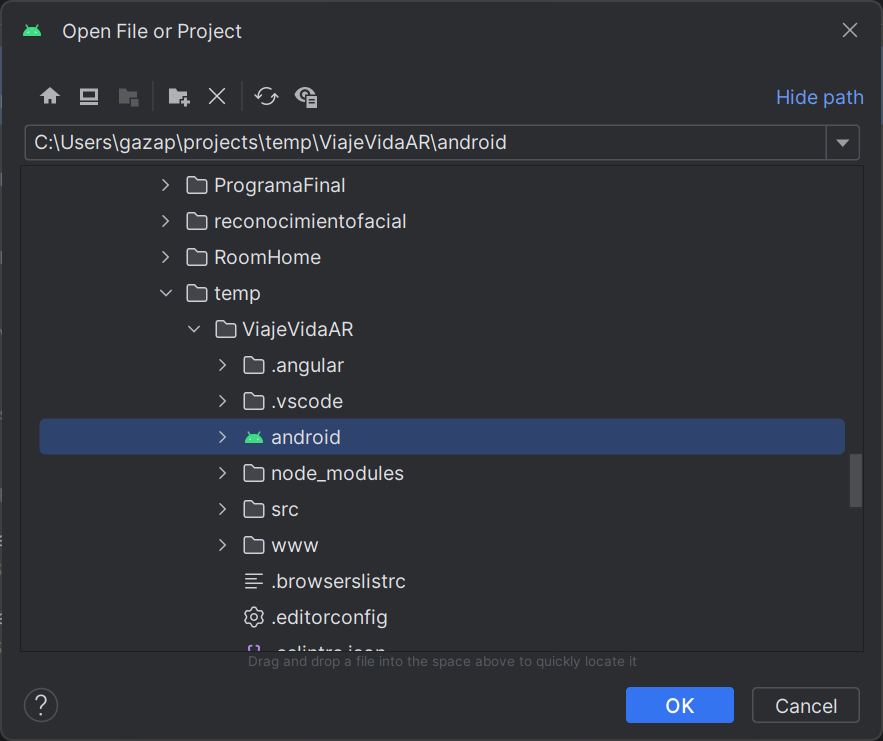 Open File or Project
Hide path
C:\Users\gazap\projects\temp\ViajeVidaAR\android
ProgramaFinal
reconocimientofacial
RoomHome
temp
ViajeVidaAR
.angular
.vscode
android
node_modules
src
www
.browserslistrc
.editorconfig
.eslintrc.json
Drag and drop a file into the space above to quickly locate it
?
OK
Cancel